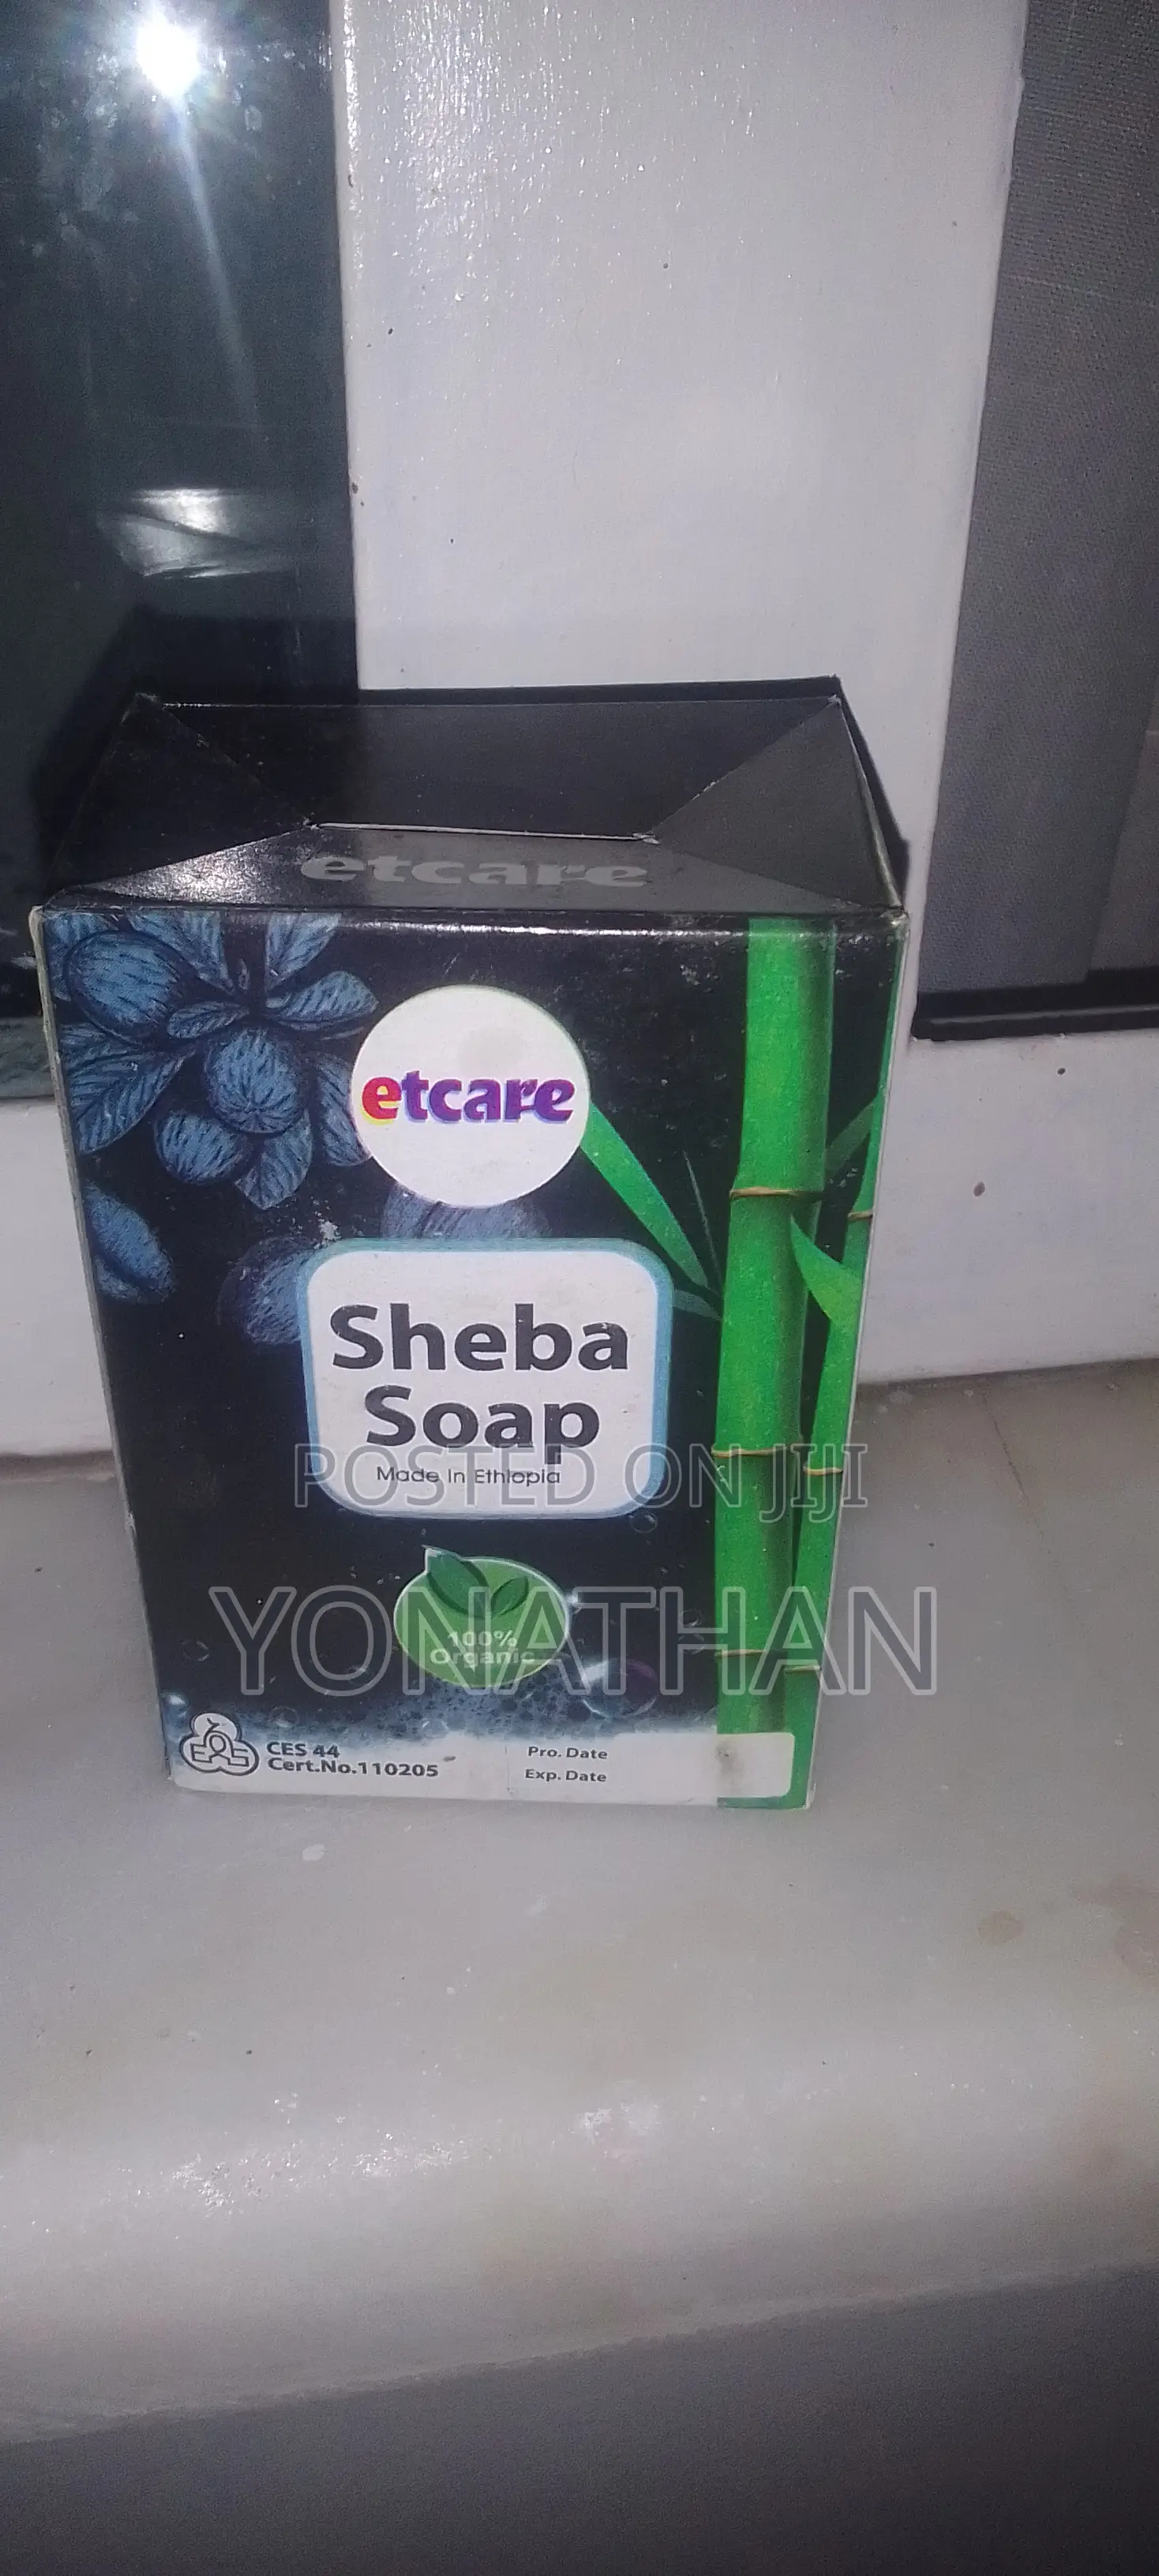 etcare
etcare
Sheba
Soap
Made In Ethiopia
POSTED ON JIJI
YONATHAN
100%
Organic
CES 44
Cert.No.110205
Pro. Date
Exp. Date